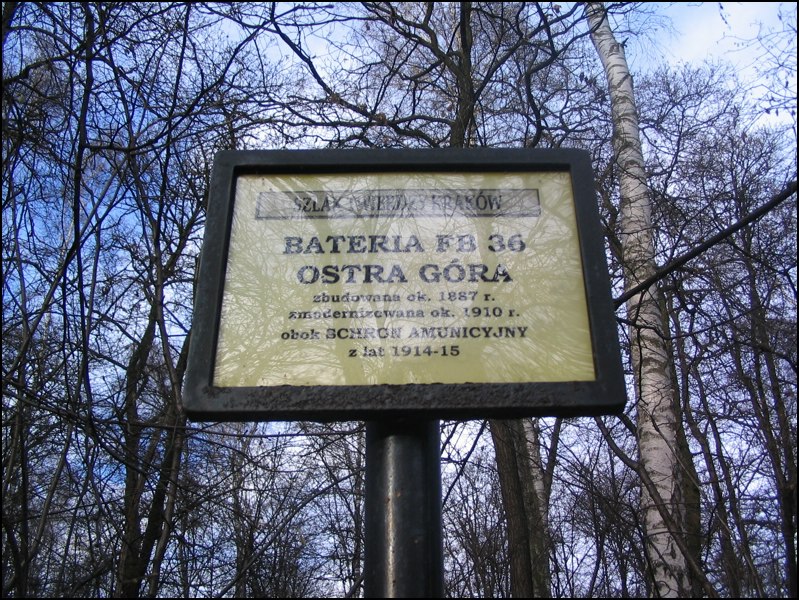 SZLAK TWIERDZY KRAKÓW
BATERIA FB 36
OSTRA GÓRA
zbudowana ok. 1887 r.
zmodernizowana ok. 1910 r.
obok SCHRON AMUNICYJNY
z lat 1914-15